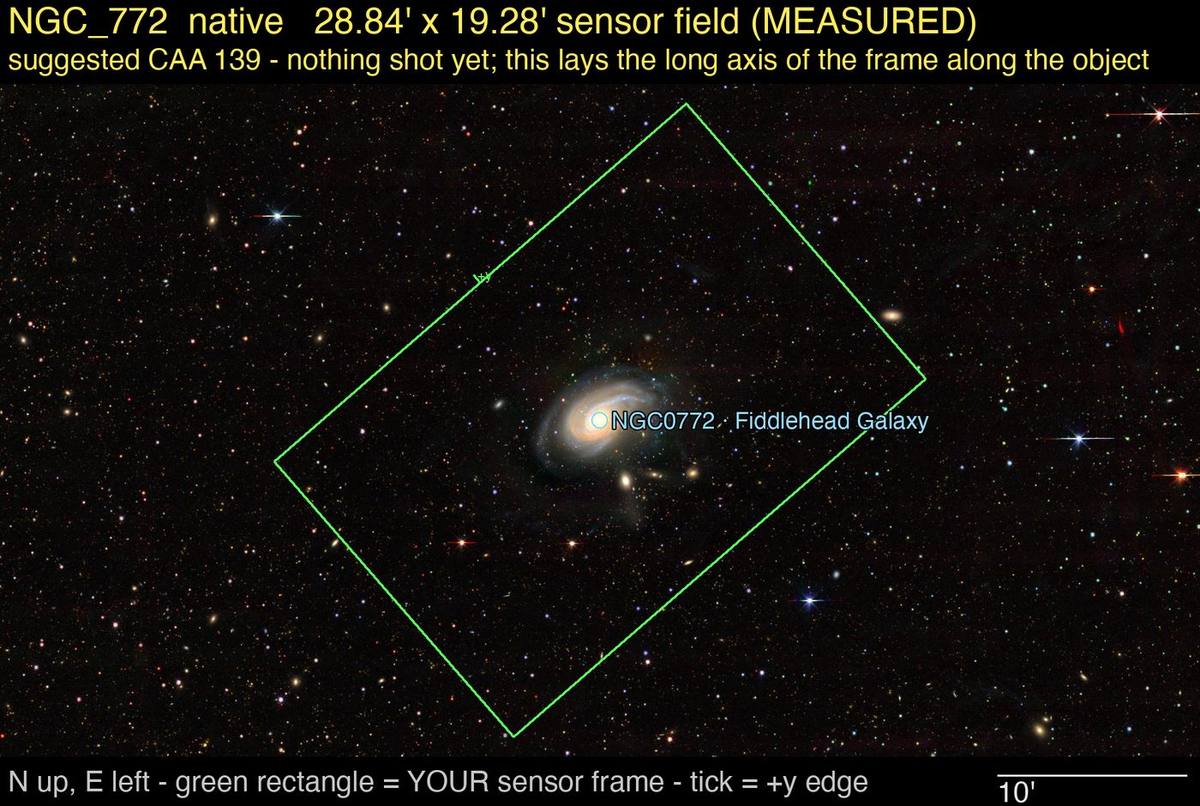 NGC_772 native 28.84' x 19.28' sensor field (MEASURED)
suggested CAA 139 - nothing shot yet; this lays the long axis of the frame along the object
+y
NGC0772 · Fiddlehead Galaxy
N up, E left - green rectangle = YOUR sensor frame - tick = +y edge
10'